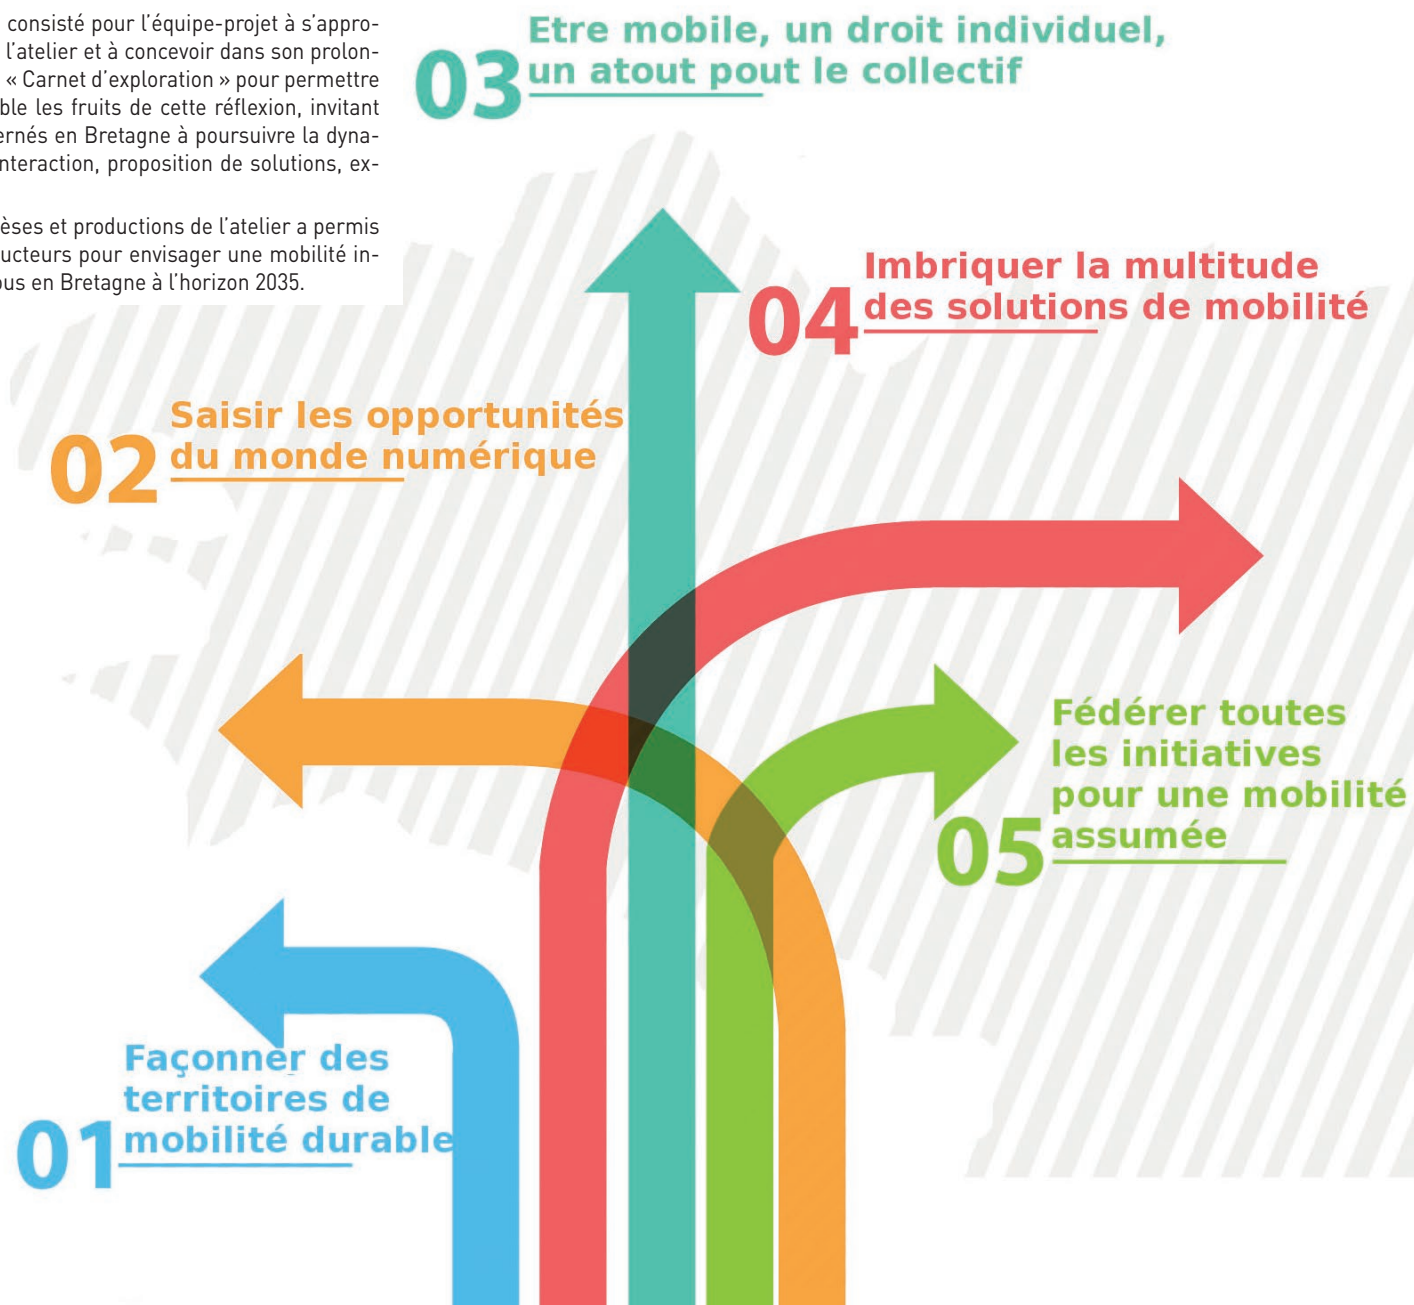 consisté pour l'équipe-projet à s'appro-
l'atelier et à concevoir dans son prolon-
« Carnet d'exploration » pour permettre
ble les fruits de cette réflexion, invitant
ernés en Bretagne à poursuivre la dyna-
nteraction, proposition de solutions, ex-
èses et productions de l'atelier a permis
ucteurs pour envisager une mobilité in-
ous en Bretagne à l'horizon 2035.
03
Etre mobile, un droit individuel,
un atout pout le collectif
04
Imbriquer la multitude
des solutions de mobilité
02
Saisir les opportunités
du monde numérique
05
Fédérer toutes
les initiatives
pour une mobilité
assumée
01
Façonner des
territoires de
mobilité durable